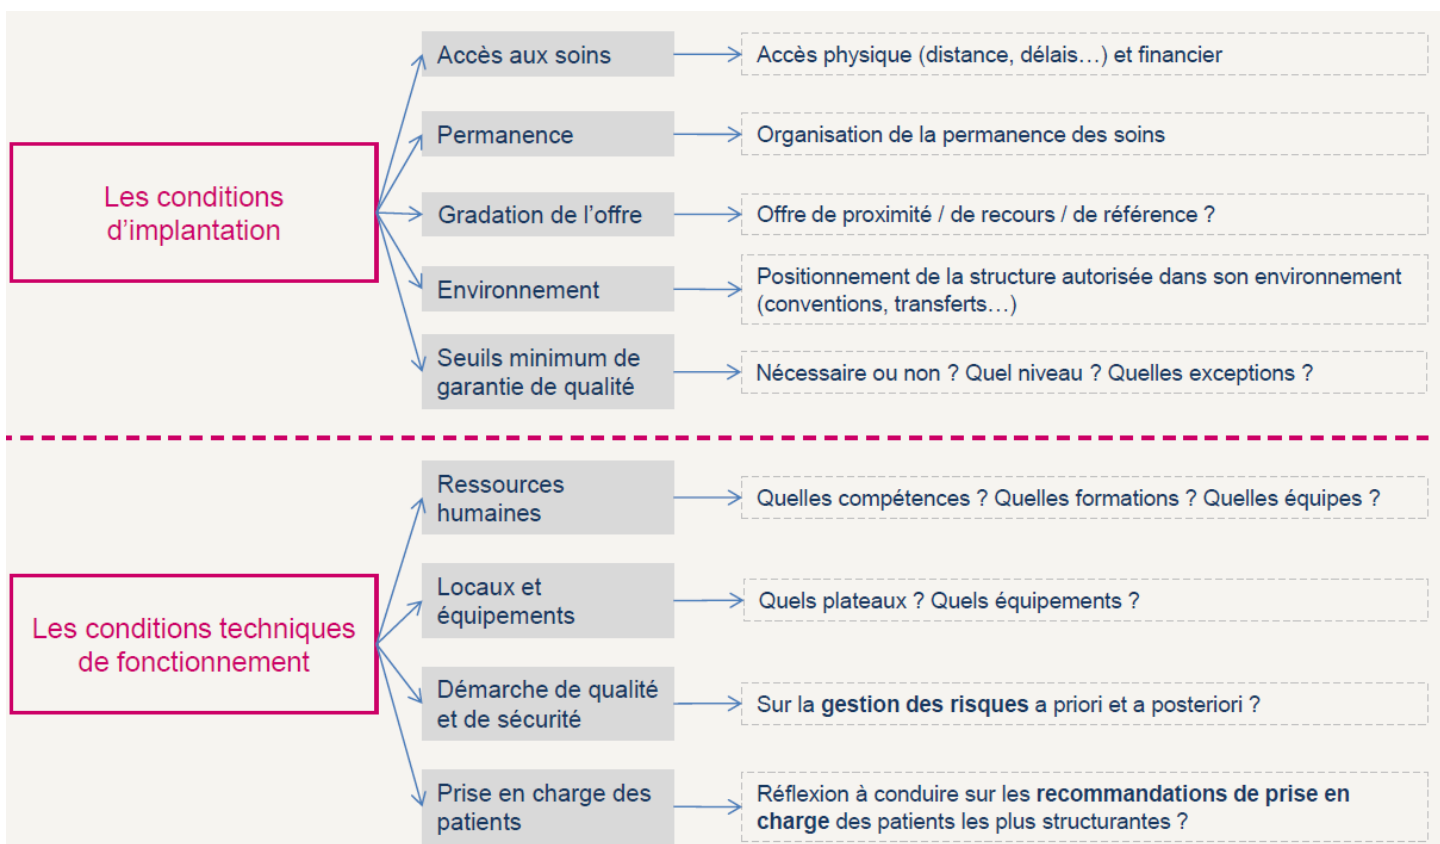 Les conditions
d’implantation
Accès aux soins
Accès physique (distance, délais…) et financier
Permanence
Organisation de la permanence des soins
Gradation de l’offre
Offre de proximité / de recours / de référence ?
Environnement
Positionnement de la structure autorisée dans son environnement
(conventions, transferts…)
Seuils minimum de
garantie de qualité
Nécessaire ou non ? Quel niveau ? Quelles exceptions ?
Les conditions techniques
de fonctionnement
Ressources
humaines
Quelles compétences ? Quelles formations ? Quelles équipes ?
Locaux et
équipements
Quels plateaux ? Quels équipements ?
Démarche de qualité
et de sécurité
Sur la gestion des risques a priori et a posteriori ?
Prise en charge des
patients
Réflexion à conduire sur les recommandations de prise en
charge des patients les plus structurantes ?